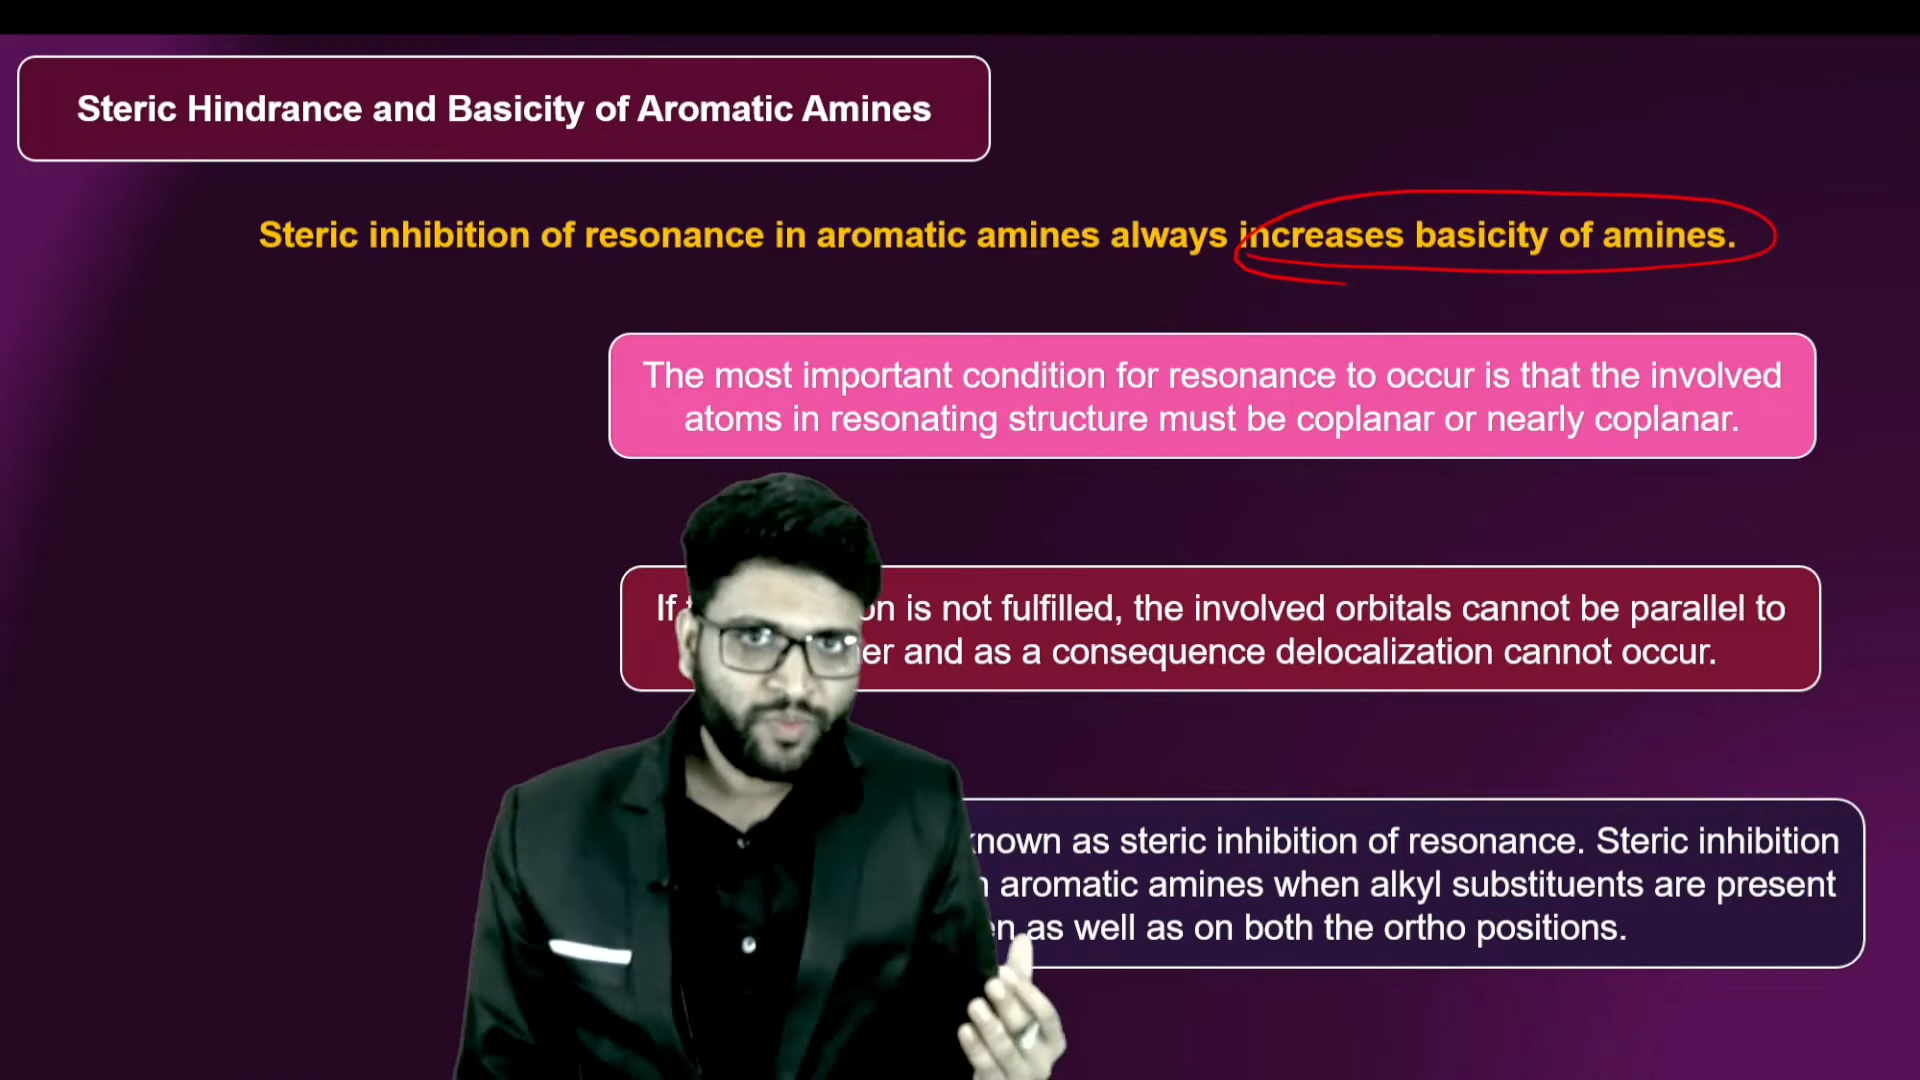 Steric Hindrance and Basicity of Aromatic Amines
Steric inhibition of resonance in aromatic amines always increases basicity of amines.
The most important condition for resonance to occur is that the involved
atoms in resonating structure must be coplanar or nearly coplanar.
If is not fulfilled, the involved orbitals cannot be parallel to
and as a consequence delocalization cannot occur.
known as steric inhibition of resonance. Steric inhibition
aromatic amines when alkyl substituents are present
as well as on both the ortho positions.